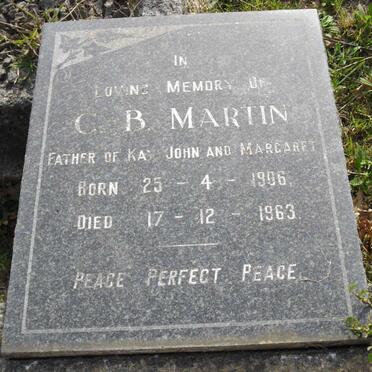 IN
LOVING MEMORY OF
C. B. MARTIN
FATHER OF KAY JOHN AND MARGARET
BORN 25 - 4 - 1906.
DIED 17 - 12 - 1963.
PEACE PERFECT PEACE.